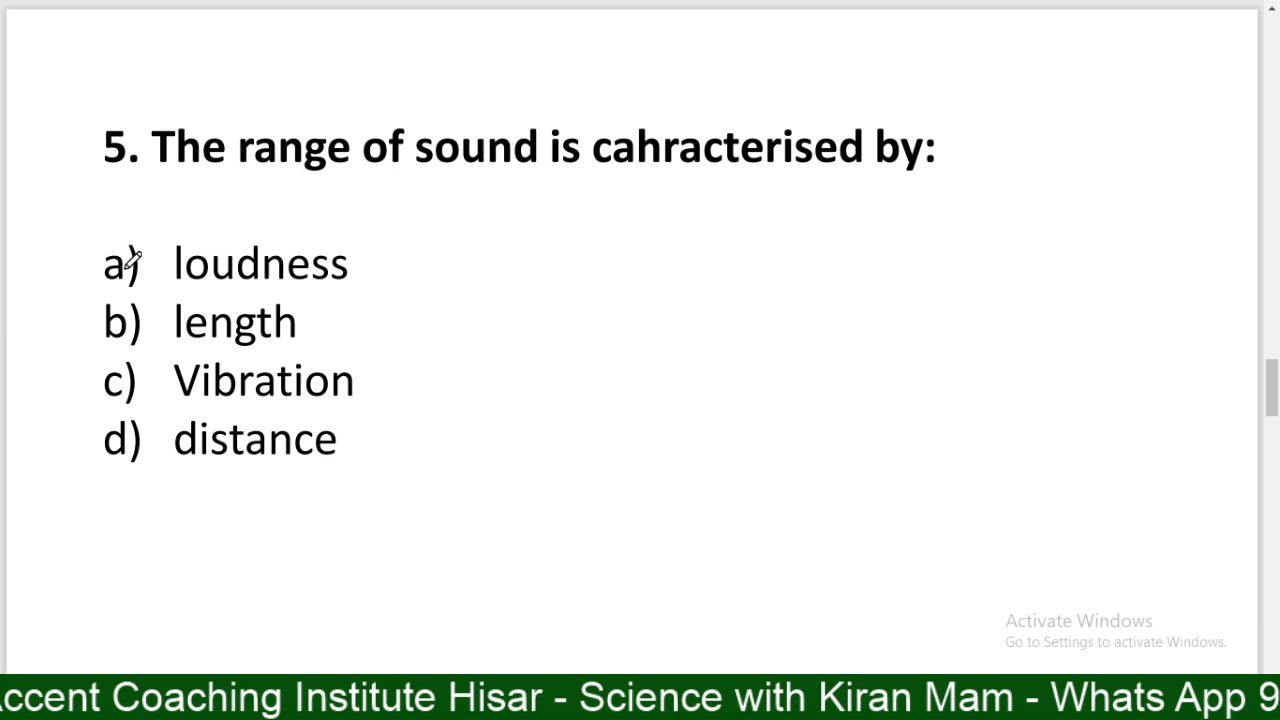 5. The range of sound is cahracterised by:
a) loudness
b) length
c) Vibration
d) distance
Activate Windows
Go to Settings to activate Windows.
ccent Coaching Institute Hisar - Science with Kiran Mam - Whats App 9